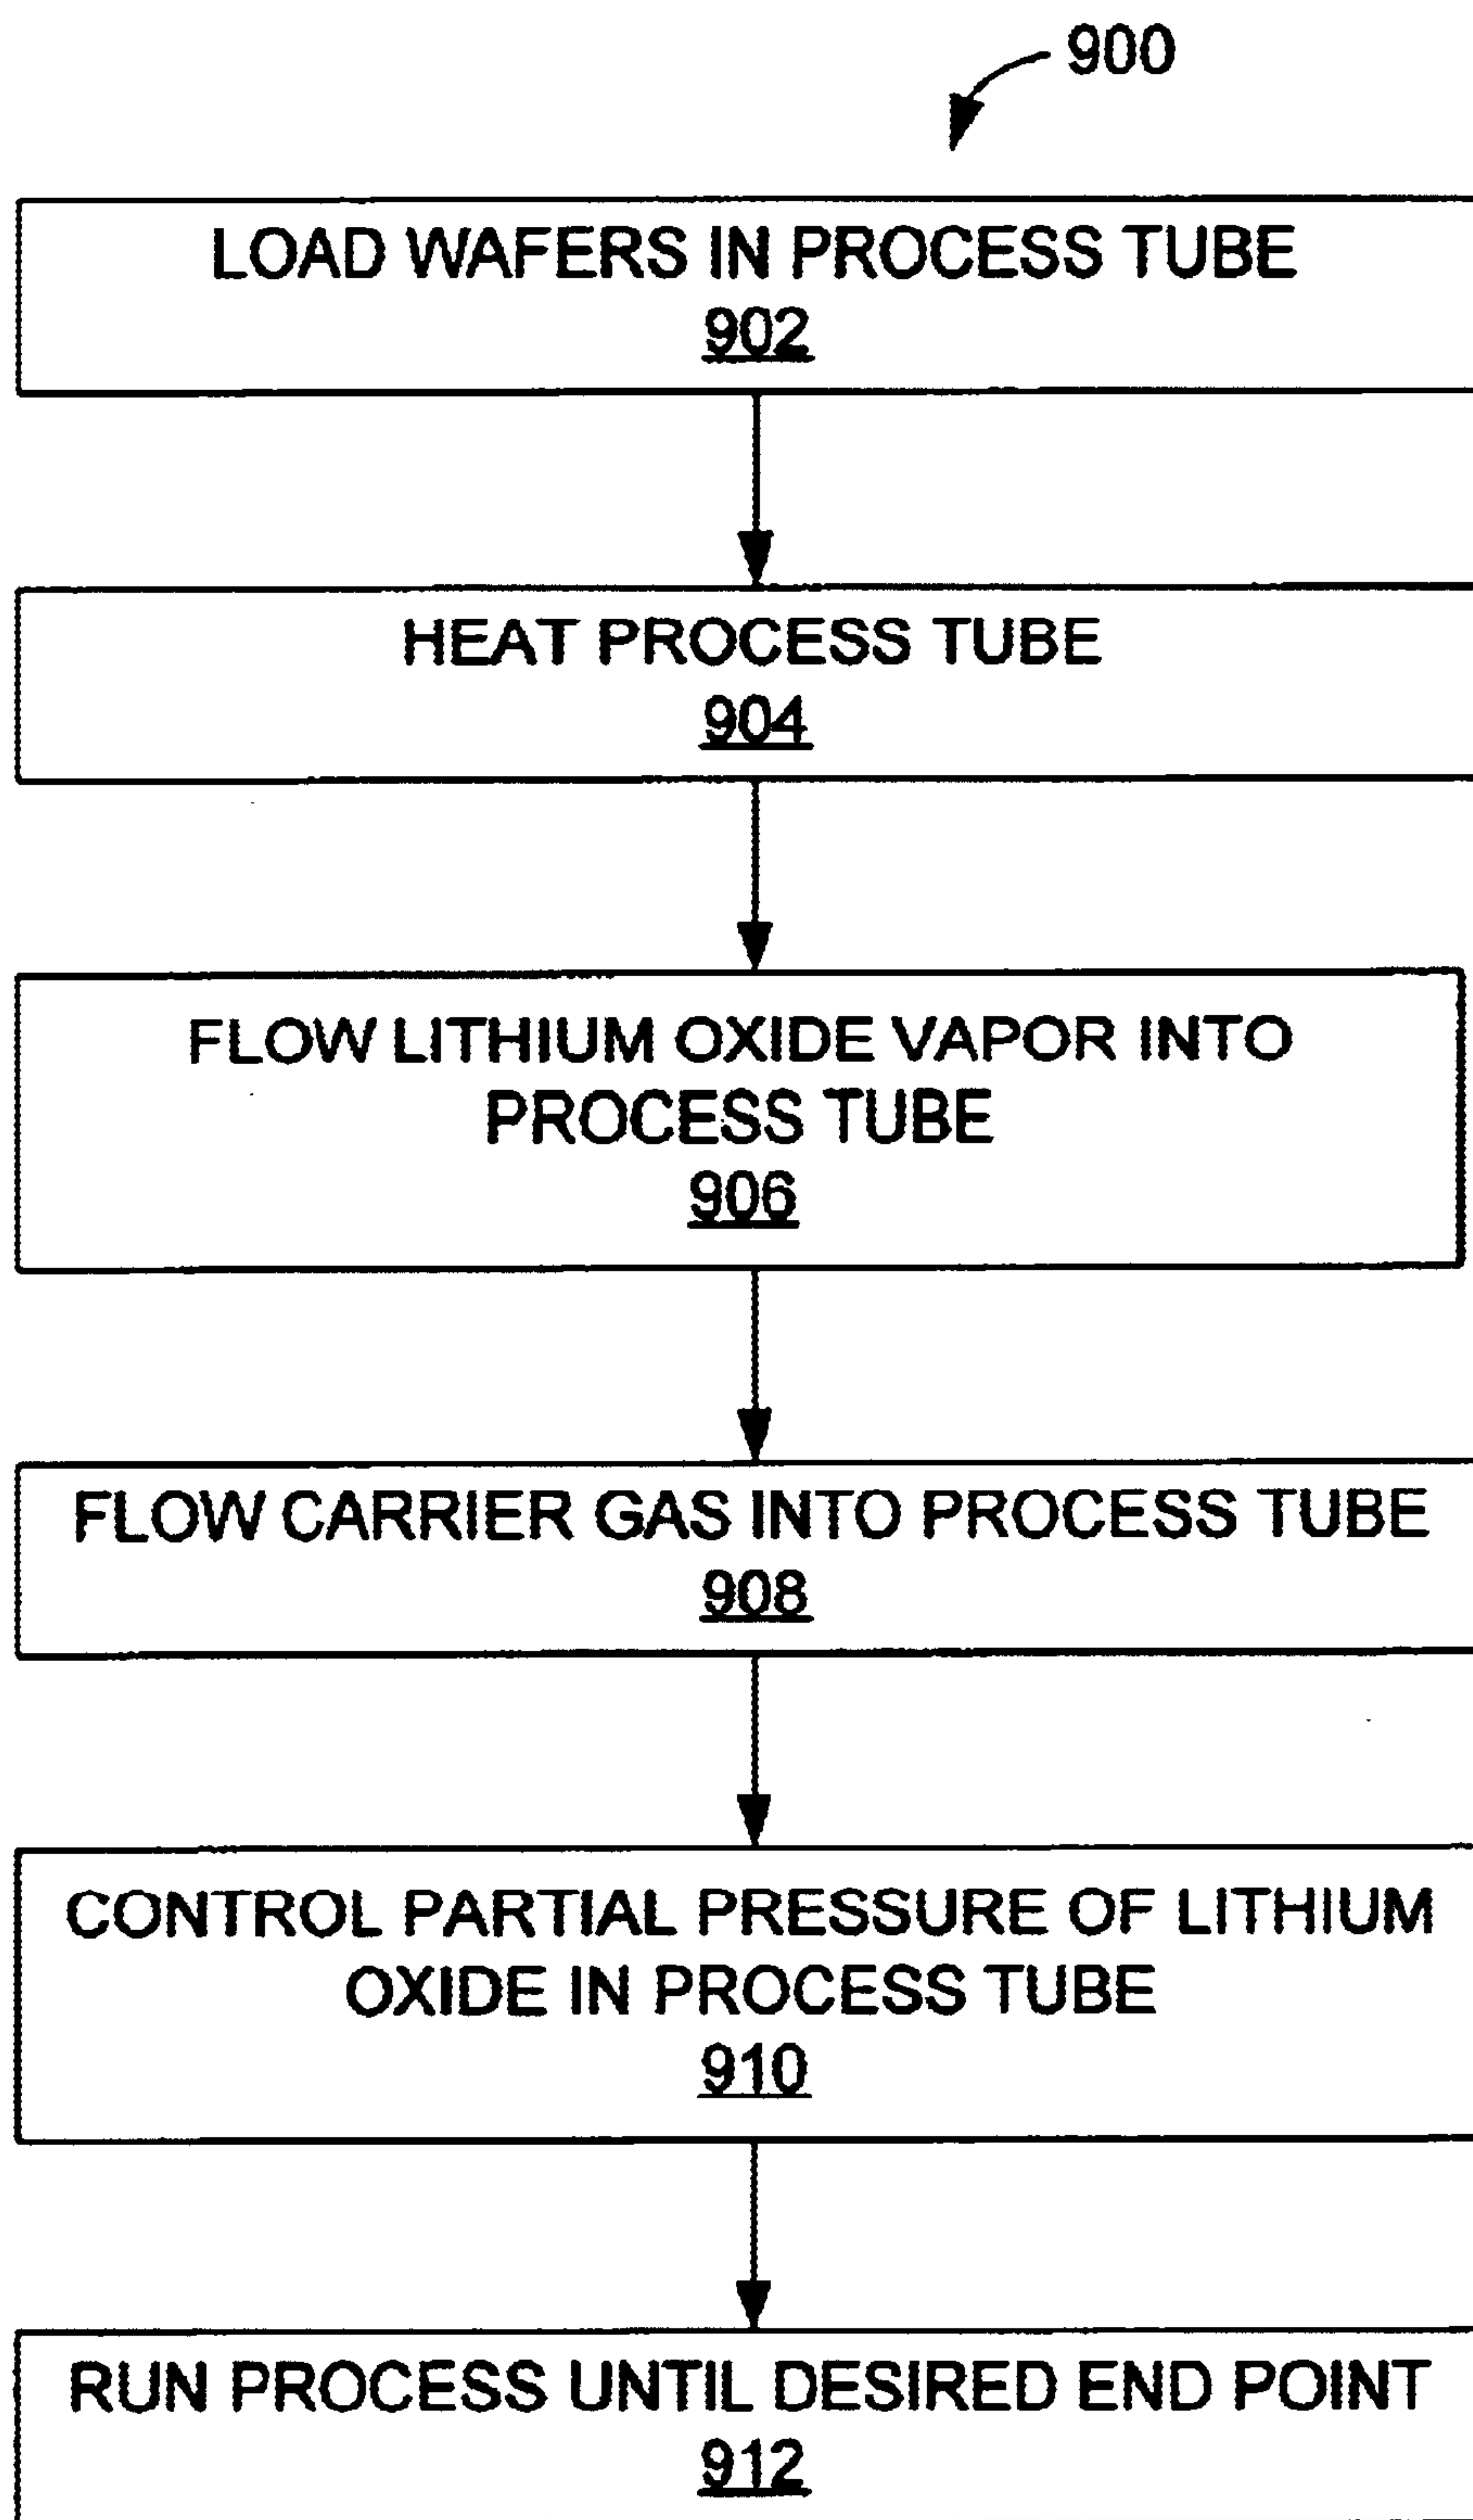 900
LOAD WAFERS IN PROCESS TUBE
902
HEAT PROCESS TUBE
904
FLOW LITHIUM OXIDE VAPOR INTO
PROCESS TUBE
906
FLOW CARRIER GAS INTO PROCESS TUBE
908
CONTROL PARTIAL PRESSURE OF LITHIUM
OXIDE IN PROCESS TUBE
910
RUN PROCESS UNTIL DESIRED END POINT
912